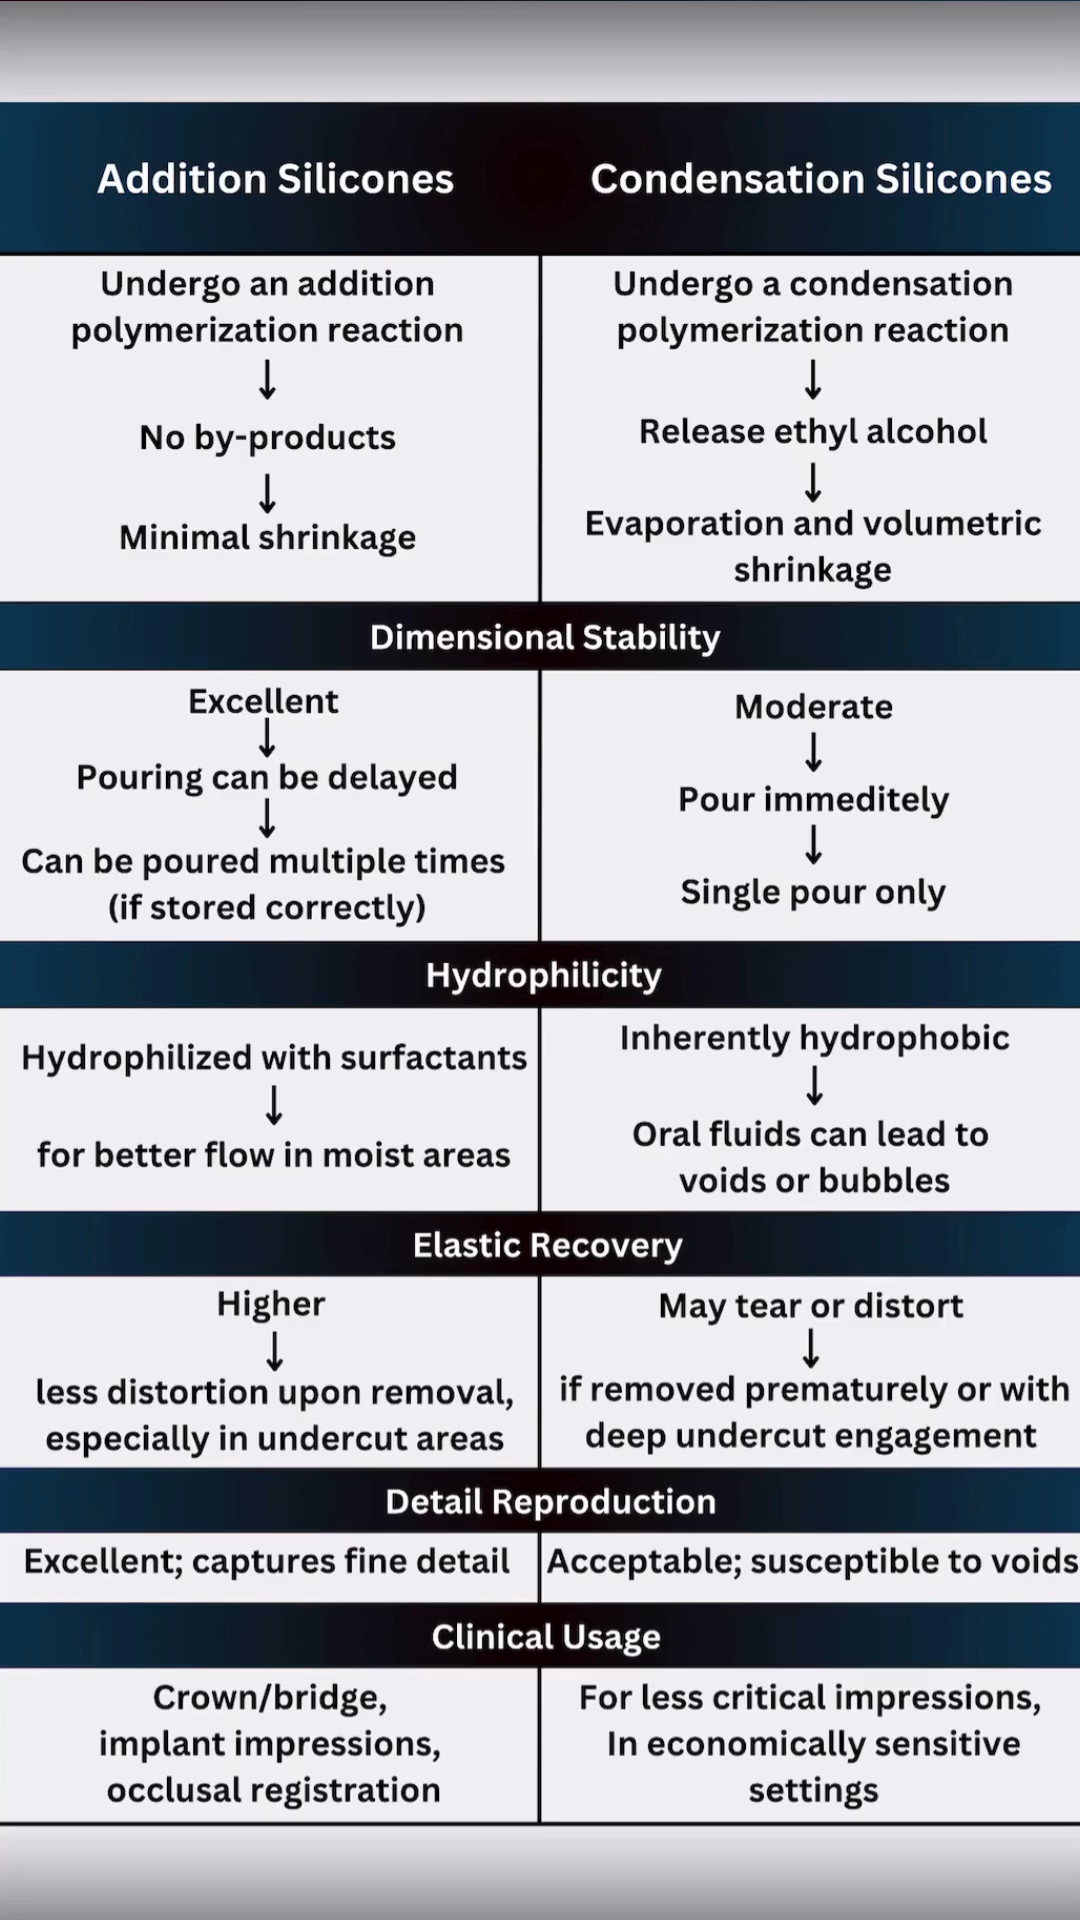 Addition Silicones
Condensation Silicones
Undergo an addition
polymerization reaction
↓
No by-products
↓
Minimal shrinkage
Undergo a condensation
polymerization reaction
↓
Release ethyl alcohol
↓
Evaporation and volumetric
shrinkage
Dimensional Stability
Excellent
↓
Pouring can be delayed
↓
Can be poured multiple times
(if stored correctly)
Moderate
↓
Pour immeditely
↓
Single pour only
Hydrophilicity
Hydrophilized with surfactants
↓
for better flow in moist areas
Inherently hydrophobic
↓
Oral fluids can lead to
voids or bubbles
Elastic Recovery
Higher
↓
less distortion upon removal,
especially in undercut areas
May tear or distort
↓
if removed prematurely or with
deep undercut engagement
Detail Reproduction
Excellent; captures fine detail
Acceptable; susceptible to voids
Clinical Usage
Crown/bridge,
implant impressions,
occlusal registration
For less critical impressions,
In economically sensitive
settings